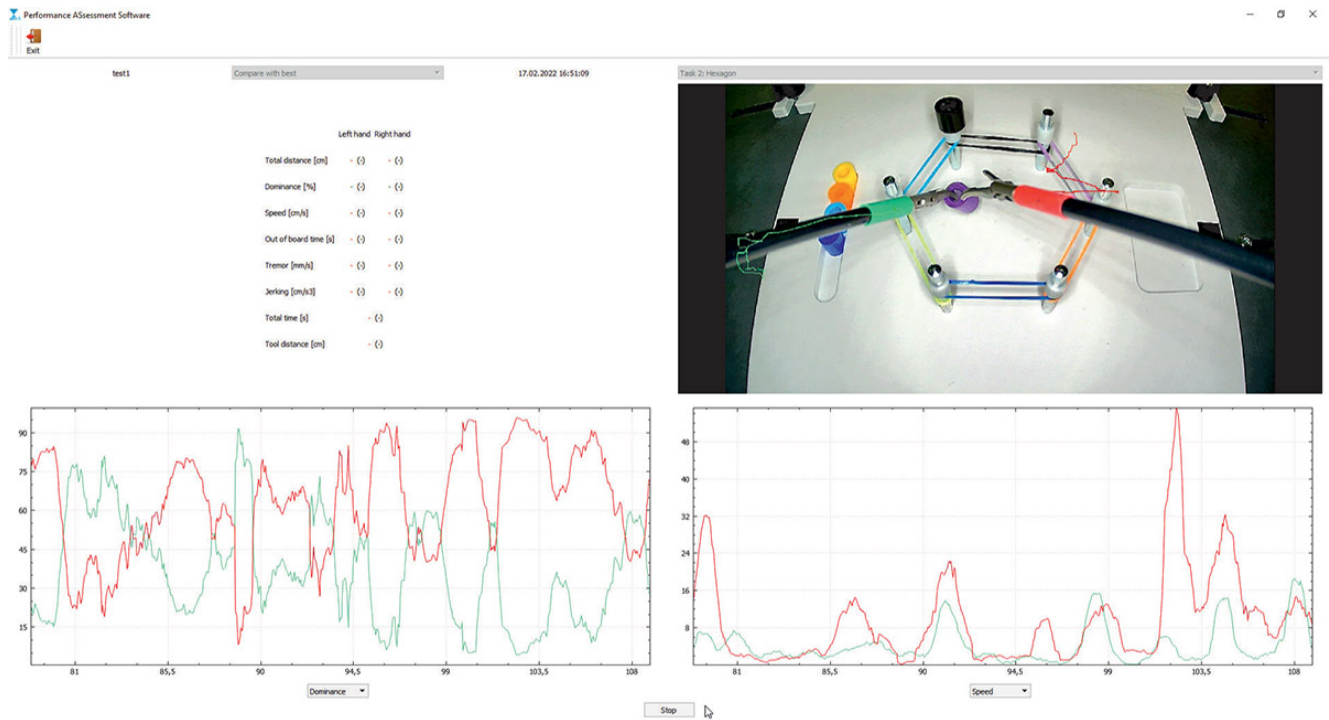 Performance ASsessment Software
Exit
test1 Compare with best 17.02.2022 16:51:09 Task 2: Hexagon
Left hand Right hand
Total distance [cm] - (-) - (-)
Dominance [%] - (-) - (-)
Speed [cm/s] - (-) - (-)
Out of board time [s] - (-) - (-)
Tremor [mm/s] - (-) - (-)
Jerking [cm/s3] - (-) - (-)
Total time [s] - (-)
Tool distance [cm] - (-)
90
75
60
45
30
15
81 85,5 90 94,5 99 103,5 108
Dominance
48
40
32
24
16
8
81 85,5 90 94,5 99 103,5 108
Speed
Stop